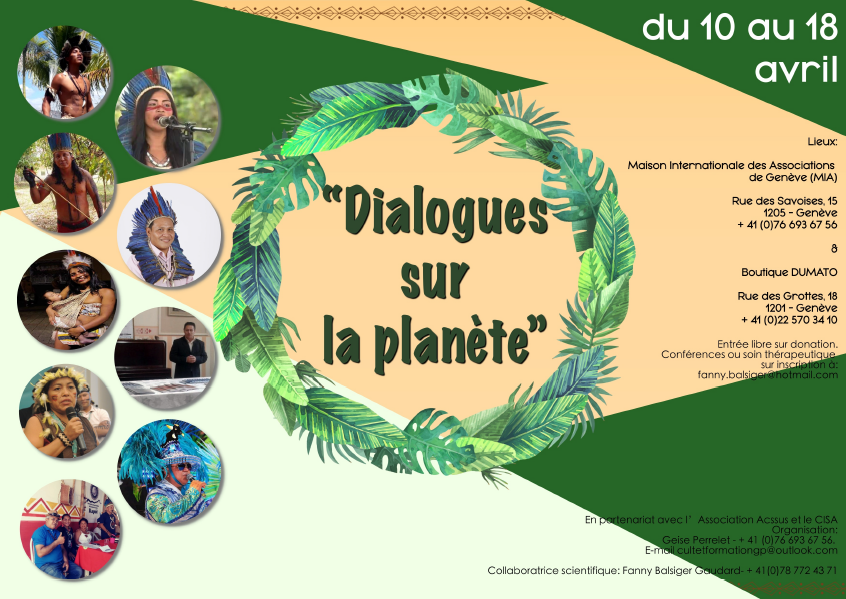 du 10 au 18
avril
Lieux:
Maison Internationale des Associations
de Genève (MIA)
Rue des Savoises, 15
1205 - Genève
+ 41 (0)76 693 67 56
&
Boutique DUMATO
Rue des Grottes, 18
1201 - Genève
+ 41 (0)22 570 34 10
Entrée libre sur donation.
Conférences ou soin thérapeutique
sur inscription à:
fanny.balsiger@hotmail.com
“Dialogues
sur
la planète”
En partenariat avec l’ Association Acssus et le CISA
Organisation:
Geise Perrelet - + 41 (0)76 693 67 56.
E-mail cultetformationgp@outlook.com
Collaboratrice scientifique: Fanny Balsiger Gaudard- + 41(0)78 772 43 71